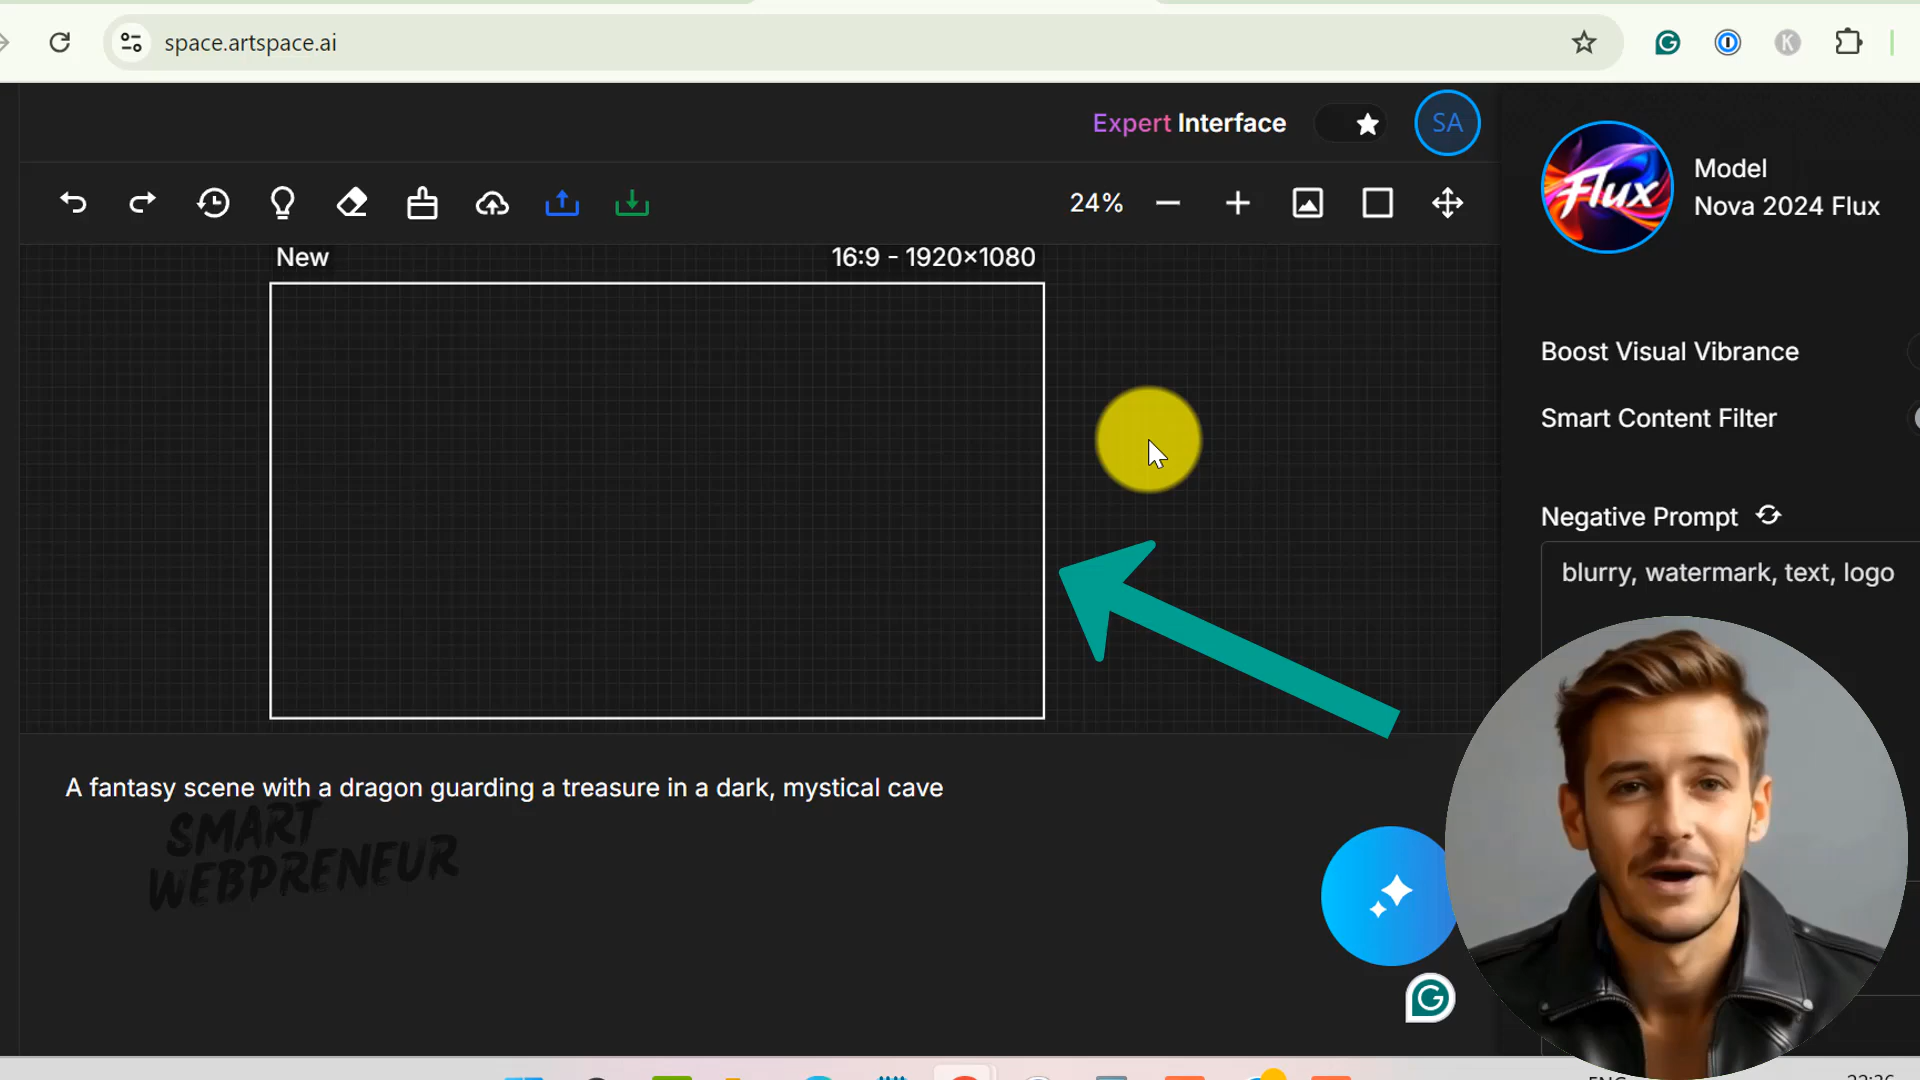 space.artspace.ai
K
Expert Interface
SA
24%
Flux
Model
Nova 2024 Flux
New
16:9 - 1920×1080
Boost Visual Vibrance
Smart Content Filter
Negative Prompt
blurry, watermark, text, logo
A fantasy scene with a dragon guarding a treasure in a dark, mystical cave
SMART
WEBPRENEUR